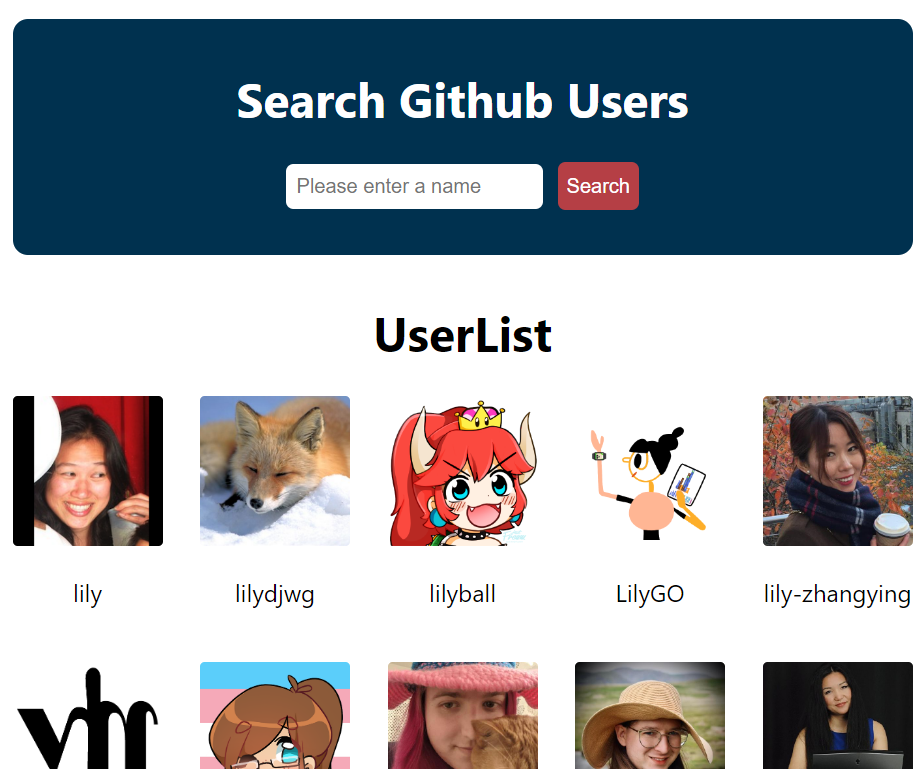 Search Github Users
Please enter a name
Search
UserList
lily
lilydjwg
lilyball
LilyGO
lily-zhangying